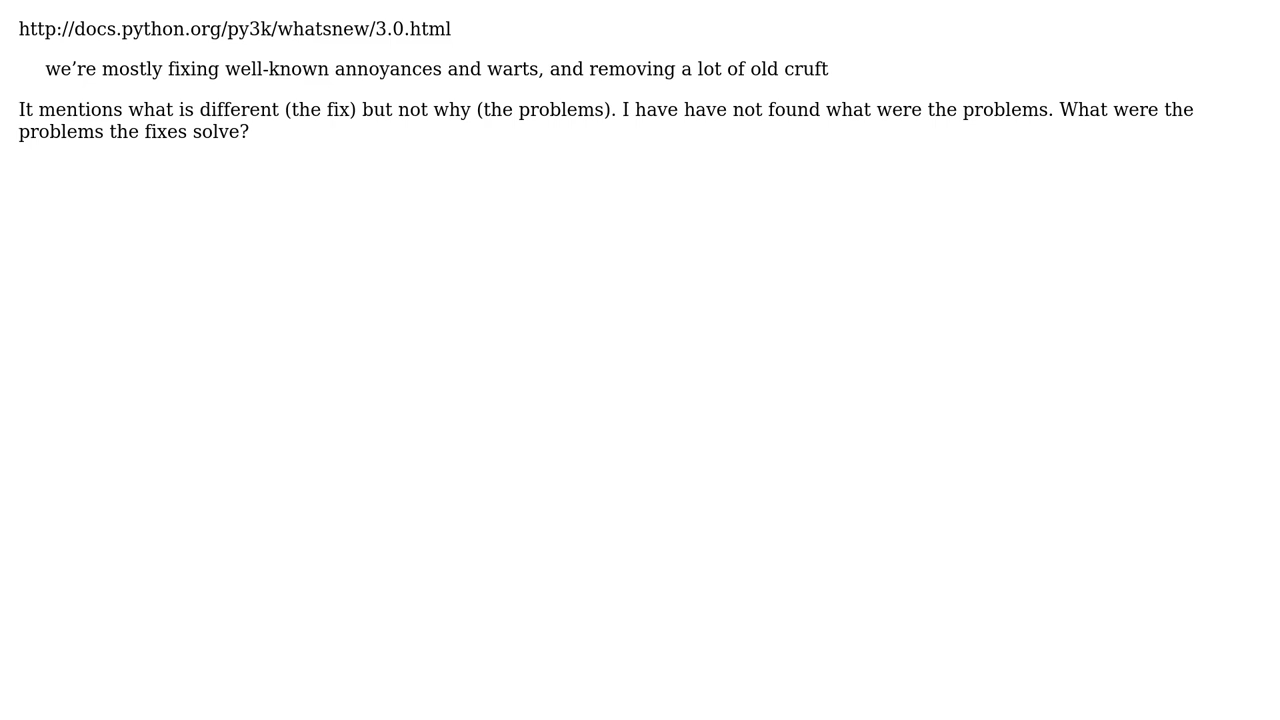 http://docs.python.org/py3k/whatsnew/3.0.html
we’re mostly fixing well-known annoyances and warts, and removing a lot of old cruft
It mentions what is different (the fix) but not why (the problems). I have have not found what were the problems. What were the
problems the fixes solve?